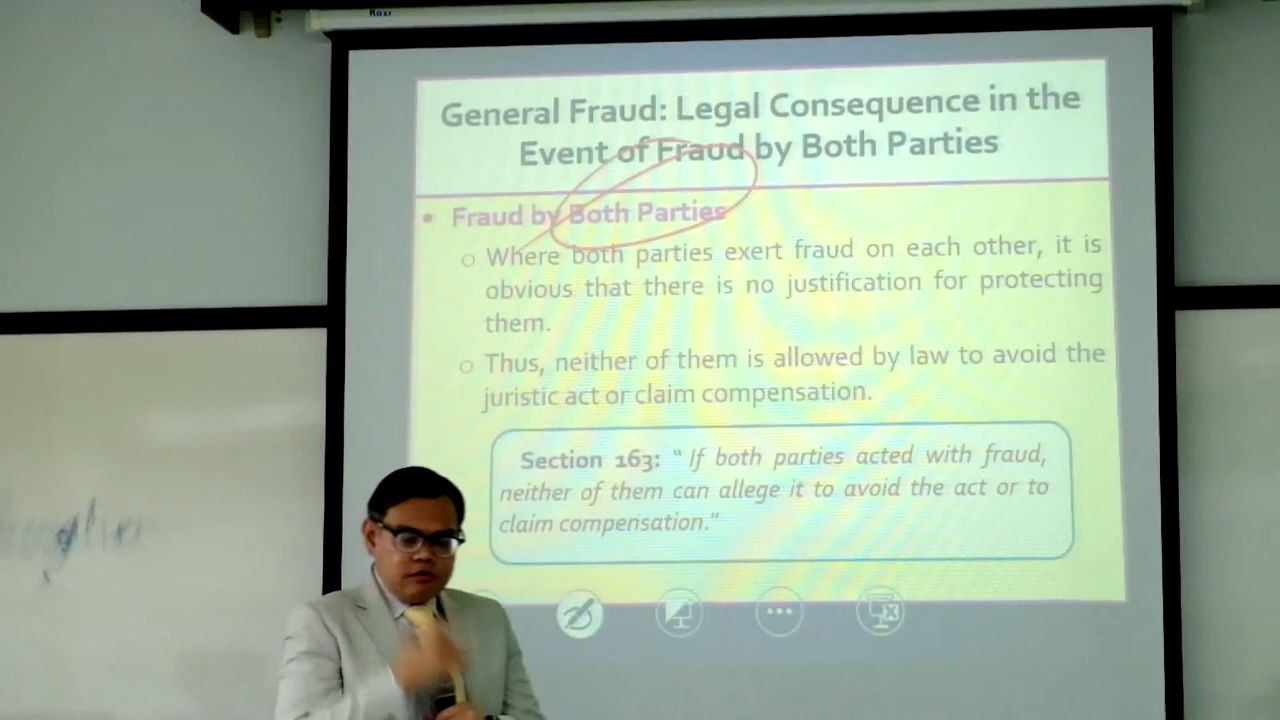 General Fraud: Legal Consequence in the
Event of Fraud by Both Parties
• Fraud by Both Parties
o Where both parties exert fraud on each other, it is
obvious that there is no justification for protecting
them.
o Thus, neither of them is allowed by law to avoid the
juristic act or claim compensation.
Section 163: " If both parties acted with fraud,
neither of them can allege it to avoid the act or to
claim compensation."